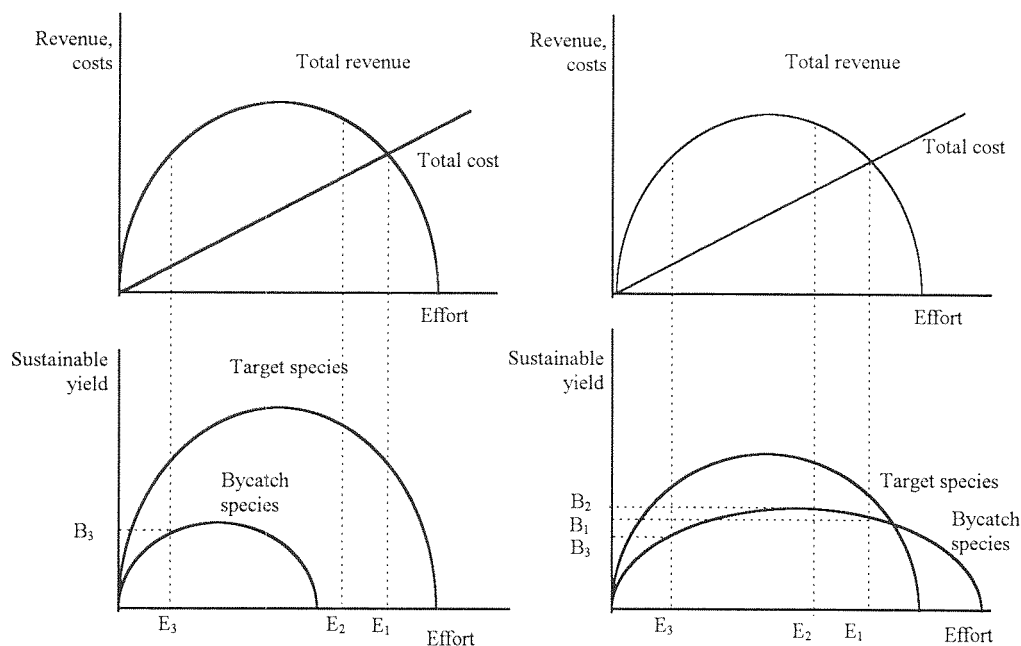 Revenue,
costs
Total revenue
Total cost
Effort
Sustainable
yield
Target species
Bycatch
species
B₃
E₃
E₂
E₁
Effort
Revenue,
costs
Total revenue
Total cost
Effort
Sustainable
yield
Target species
B₂
B₁
B₃
Bycatch
species
E₃
E₂
E₁
Effort